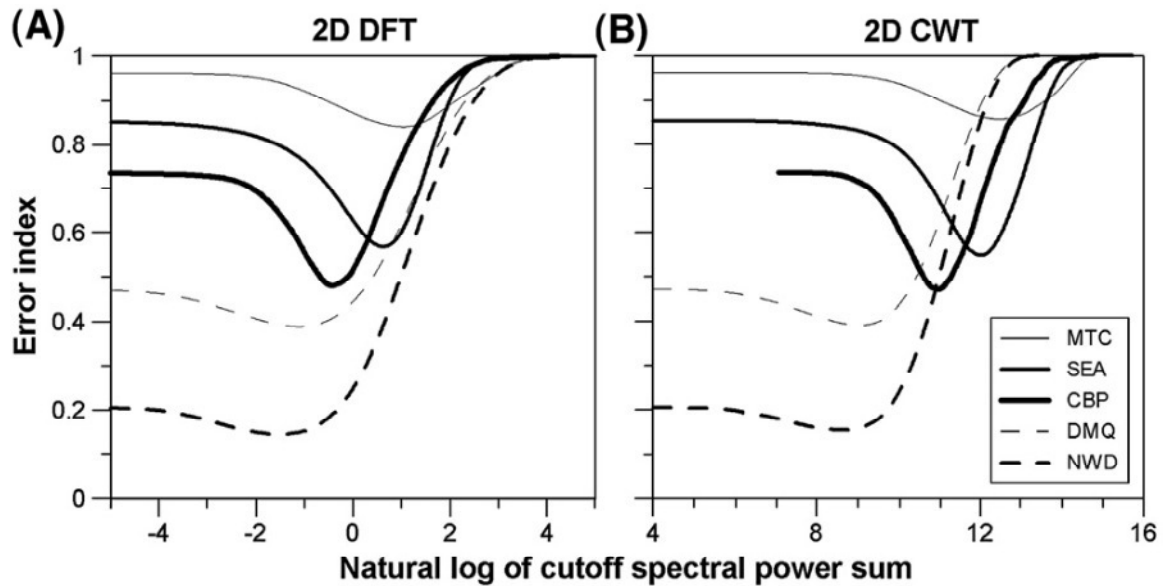 (A)
2D DFT
(B)
2D CWT
Error index
1
0.8
0.6
0.4
0.2
0
-4
-2
0
2
4
4
8
12
16
MTC
SEA
CBP
DMQ
NWD
Natural log of cutoff spectral power sum